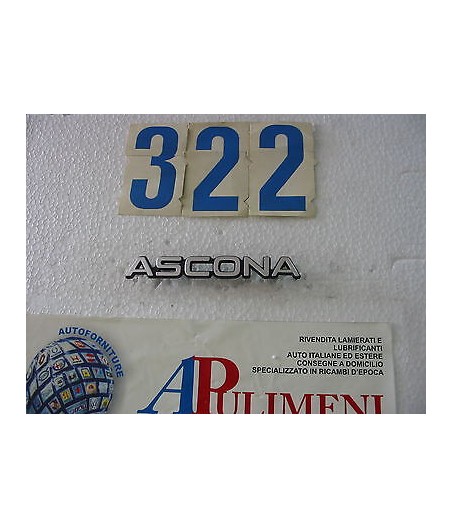 322
ASCONA
AUTOFORNITURE
RIVENDITA LAMIERATI E
LUBRIFICANTI
AUTO ITALIANE ED ESTERE
CONSEGNE A DOMICILIO
SPECIALIZZATO IN RICAMBI D'EPOCA
APULIMENI